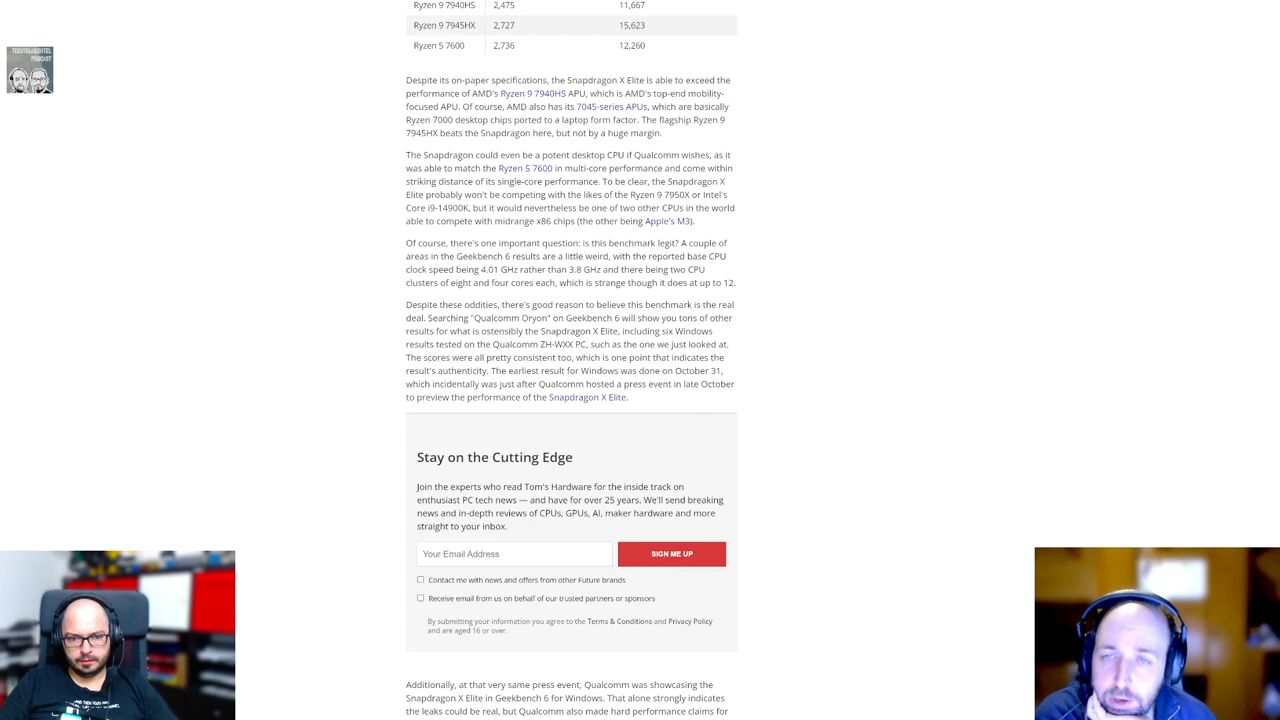 Ryzen 9 7940HS 2,475 11,667
TECHTALKECHTEL
PODCAST
Ryzen 9 7945HX 2,727 15,623
Ryzen 5 7600 2,736 12,260
Despite its on-paper specifications, the Snapdragon X Elite is able to exceed the
performance of AMD's Ryzen 9 7940HS APU, which is AMD's top-end mobility-
focused APU. Of course, AMD also has its 7045-series APUs, which are basically
Ryzen 7000 desktop chips ported to a laptop form factor. The flagship Ryzen 9
7945HX beats the Snapdragon here, but not by a huge margin.
The Snapdragon could even be a potent desktop CPU if Qualcomm wishes, as it
was able to match the Ryzen 5 7600 in multi-core performance and come within
striking distance of its single-core performance. To be clear, the Snapdragon X
Elite probably won't be competing with the likes of the Ryzen 9 7950X or Intel's
Core i9-14900K, but it would nevertheless be one of two other CPUs in the world
able to compete with midrange x86 chips (the other being Apple's M3).
Of course, there's one important question: is this benchmark legit? A couple of
areas in the Geekbench 6 results are a little weird, with the reported base CPU
clock speed being 4.01 GHz rather than 3.8 GHz and there being two CPU
clusters of eight and four cores each, which is strange though it does at up to 12.
Despite these oddities, there's good reason to believe this benchmark is the real
deal. Searching "Qualcomm Oryon" on Geekbench 6 will show you tons of other
results for what is ostensibly the Snapdragon X Elite, including six Windows
results tested on the Qualcomm ZH-WXX PC, such as the one we just looked at.
The scores were all pretty consistent too, which is one point that indicates the
result's authenticity. The earliest result for Windows was done on October 31,
which incidentally was just after Qualcomm hosted a press event in late October
to preview the performance of the Snapdragon X Elite.
Stay on the Cutting Edge
Join the experts who read Tom's Hardware for the inside track on
enthusiast PC tech news — and have for over 25 years. We'll send breaking
news and in-depth reviews of CPUs, GPUs, AI, maker hardware and more
straight to your inbox.
Your Email Address SIGN ME UP
Contact me with news and offers from other Future brands
Receive email from us on behalf of our trusted partners or sponsors
By submitting your information you agree to the Terms & Conditions and Privacy Policy
and are aged 16 or over.
Additionally, at that very same press event, Qualcomm was showcasing the
Snapdragon X Elite in Geekbench 6 for Windows. That alone strongly indicates
the leaks could be real, but Qualcomm also made hard performance claims for